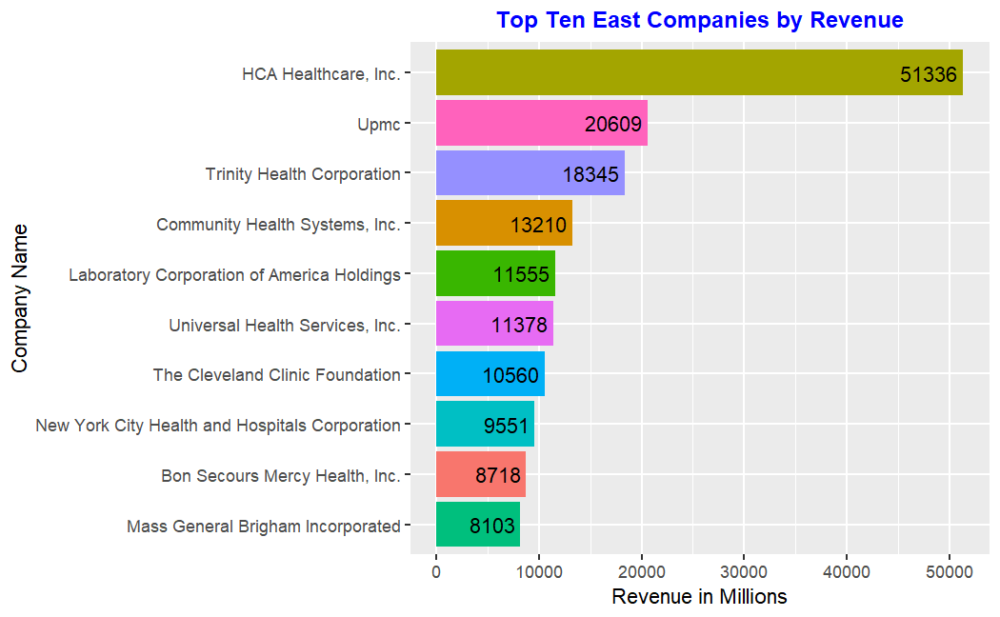 Top Ten East Companies by Revenue
HCA Healthcare, Inc. 51336
Upmc 20609
Trinity Health Corporation 18345
Community Health Systems, Inc. 13210
Laboratory Corporation of America Holdings 11555
Universal Health Services, Inc. 11378
The Cleveland Clinic Foundation 10560
New York City Health and Hospitals Corporation 9551
Bon Secours Mercy Health, Inc. 8718
Mass General Brigham Incorporated 8103
Company Name
0 10000 20000 30000 40000 50000
Revenue in Millions